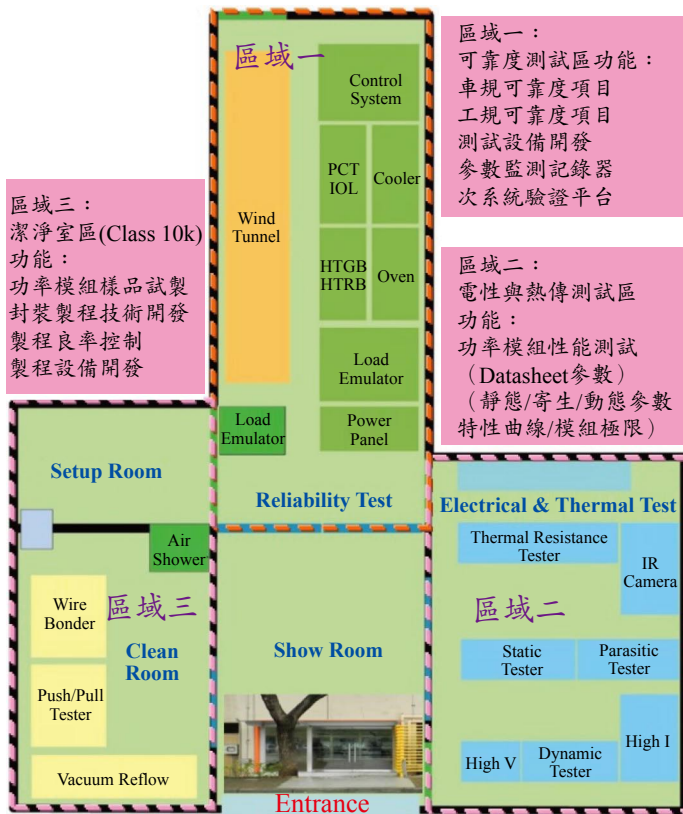 區域一
Control
System
PCT
IOL
Cooler
Wind
Tunnel
HTGB
HTRB
Oven
Load
Emulator
Load
Emulator
Power
Panel
Reliability Test
區域一：
可靠度測試區功能：
車規可靠度項目
工規可靠度項目
測試設備開發
參數監測記錄器
次系統驗證平台
區域三：
潔淨室區(Class 10k)
功能：
功率模組樣品試製
封裝製程技術開發
製程良率控制
製程設備開發
區域二：
電性與熱傳測試區
功能：
功率模組性能測試
（Datasheet參數）
（靜態/寄生/動態參數
特性曲線/模組極限）
Setup Room
Air
Shower
Wire
Bonder
區域三
Clean
Room
Push/Pull
Tester
Vacuum Reflow
Show Room
Entrance
Electrical & Thermal Test
Thermal Resistance
Tester
IR
Camera
區域二
Static
Tester
Parasitic
Tester
High V
Dynamic
Tester
High I